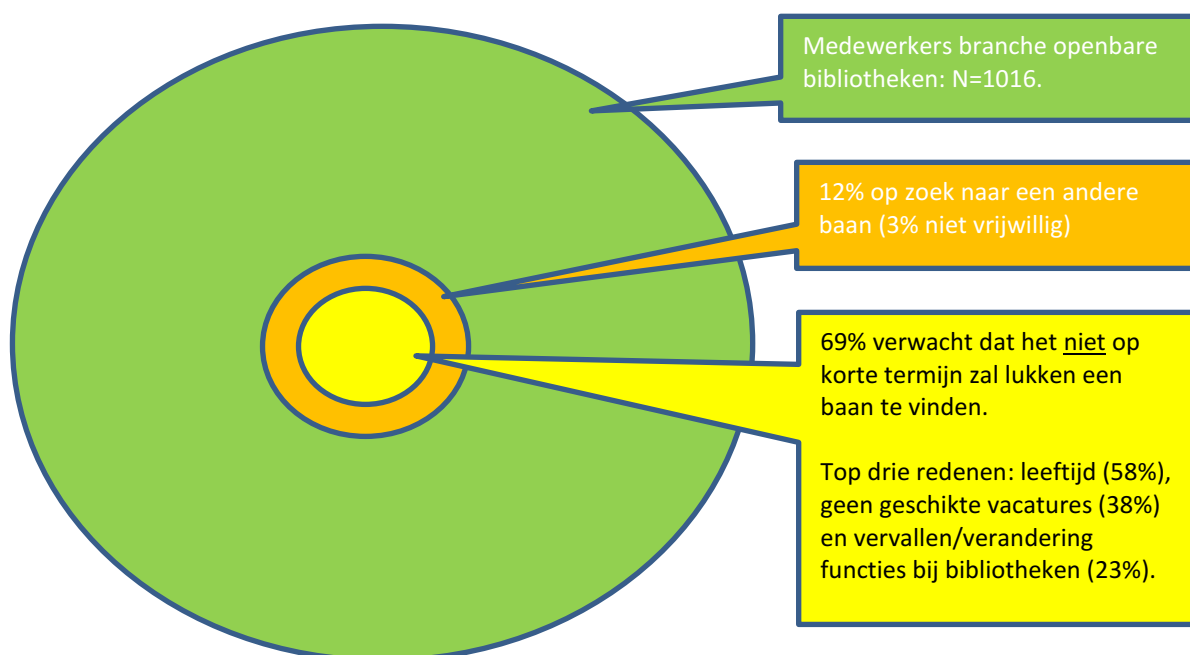 Medewerkers branche openbare
bibliotheken: N=1016.
12% op zoek naar een andere
baan (3% niet vrijwillig)
69% verwacht dat het niet op
korte termijn zal lukken een
baan te vinden.
Top drie redenen: leeftijd (58%),
geen geschikte vacatures (38%)
en vervallen/verandering
functies bij bibliotheken (23%).